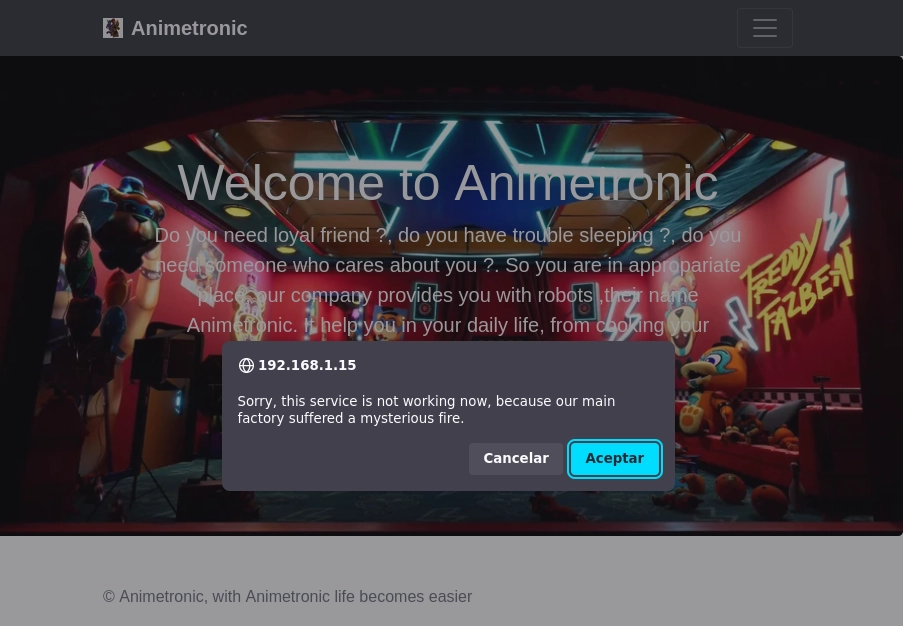 Animetronic
Welcome to Animetronic
Do you need loyal friend ?, do you have trouble sleeping ?, do you
need someone who cares about you ?. So you are in appropariate
place, our company provides you with robots ,their name
Animetronic. It help you in your daily life, from cooking your
FREDDY
FAZBEAR
192.168.1.15
Sorry, this service is not working now, because our main
factory suffered a mysterious fire.
Cancelar
Aceptar
© Animetronic, with Animetronic life becomes easier